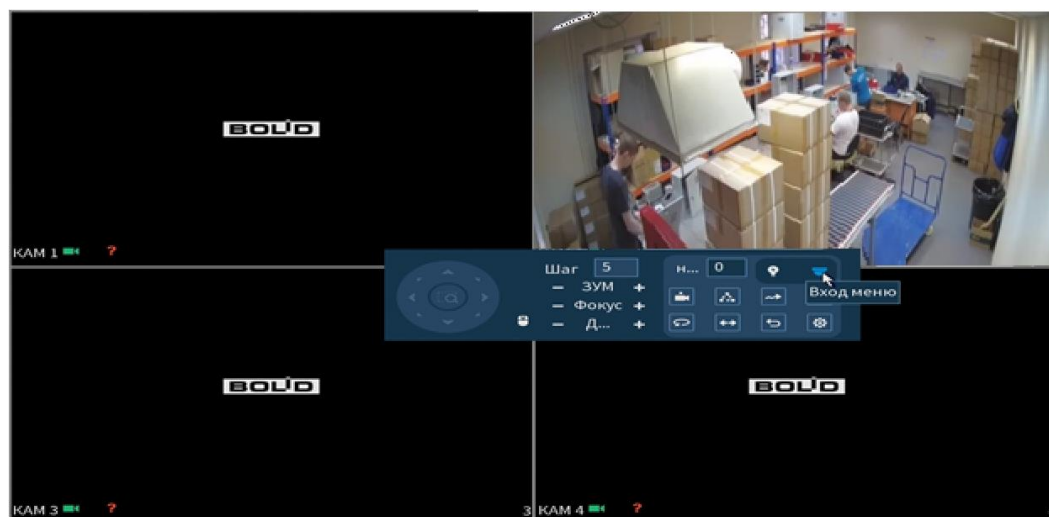 BOLID
КАМ 1 ?
Шаг 5
н... 0
– ЗУМ +
– Фокус +
– Д... +
Вход меню
BOLID
BOLID
КАМ 3 ?
3
КАМ 4 ?